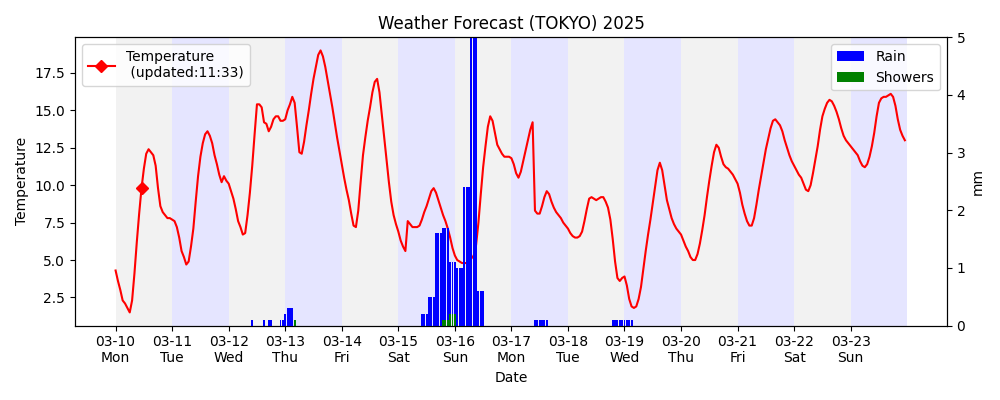 Weather Forecast (TOKYO) 2025
Temperature
(updated:11:33)
Rain
Showers
Temperature
17.5
15.0
12.5
10.0
7.5
5.0
2.5
5
4
3
2
1
0
mm
03-10 03-11 03-12 03-13 03-14 03-15 03-16 03-17 03-18 03-19 03-20 03-21 03-22 03-23
Mon Tue Wed Thu Fri Sat Sun Mon Tue Wed Thu Fri Sat Sun
Date